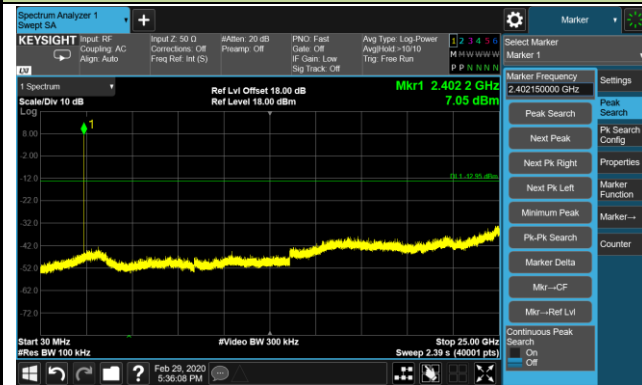 Spectrum Analyzer 1
Swept SA
Marker
KEYSIGHT
Input: RF
Coupling: AC
Align: Auto
Input Z: 50 Ω
Corrections: Off
Freq Ref: Int (S)
#Atten: 20 dB
Preamp: Off
PNO: Fast
Gate: Off
IF Gain: Low
Sig Track: Off
Avg Type: Log-Power
Avg|Hold:>10/10
Trig: Free Run
1 2 3 4 5 6
M W W W W W
P P N N N N
Select Marker
Marker 1
LXI
1 Spectrum
Scale/Div 10 dB
Log
Ref Lvl Offset 18.00 dB
Ref Level 18.00 dBm
Mkr1 2.402 2 GHz
7.05 dBm
1
8.00
-2.00
-12.0
-22.0
-32.0
-42.0
-52.0
-62.0
-72.0
DL1 -12.95 dBm
Start 30 MHz
#Res BW 100 kHz
#Video BW 300 kHz
Stop 25.00 GHz
Sweep 2.39 s (40001 pts)
Marker Frequency
2.402150000 GHz
Peak Search
Next Peak
Next Pk Right
Next Pk Left
Minimum Peak
Pk-Pk Search
Marker Delta
Mkr→CF
Mkr→Ref Lvl
Continuous Peak
Search
On
Off
Settings
Peak
Search
Pk Search
Config
Properties
Marker
Function
Marker→
Counter
Feb 29, 2020
5:36:08 PM